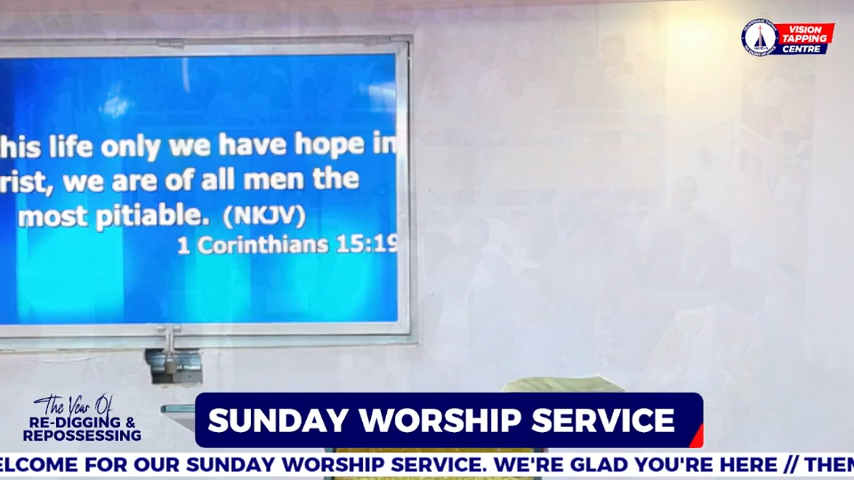 his life only we have hope in
rist, we are of all men the
most pitiable. (NKJV)
1 Corinthians 15:19
VISION
TAPPING
CENTRE
The Year Of
RE-DIGGING &
REPOSSESSING
SUNDAY WORSHIP SERVICE
ELCOME FOR OUR SUNDAY WORSHIP SERVICE. WE'RE GLAD YOU'RE HERE // THEM